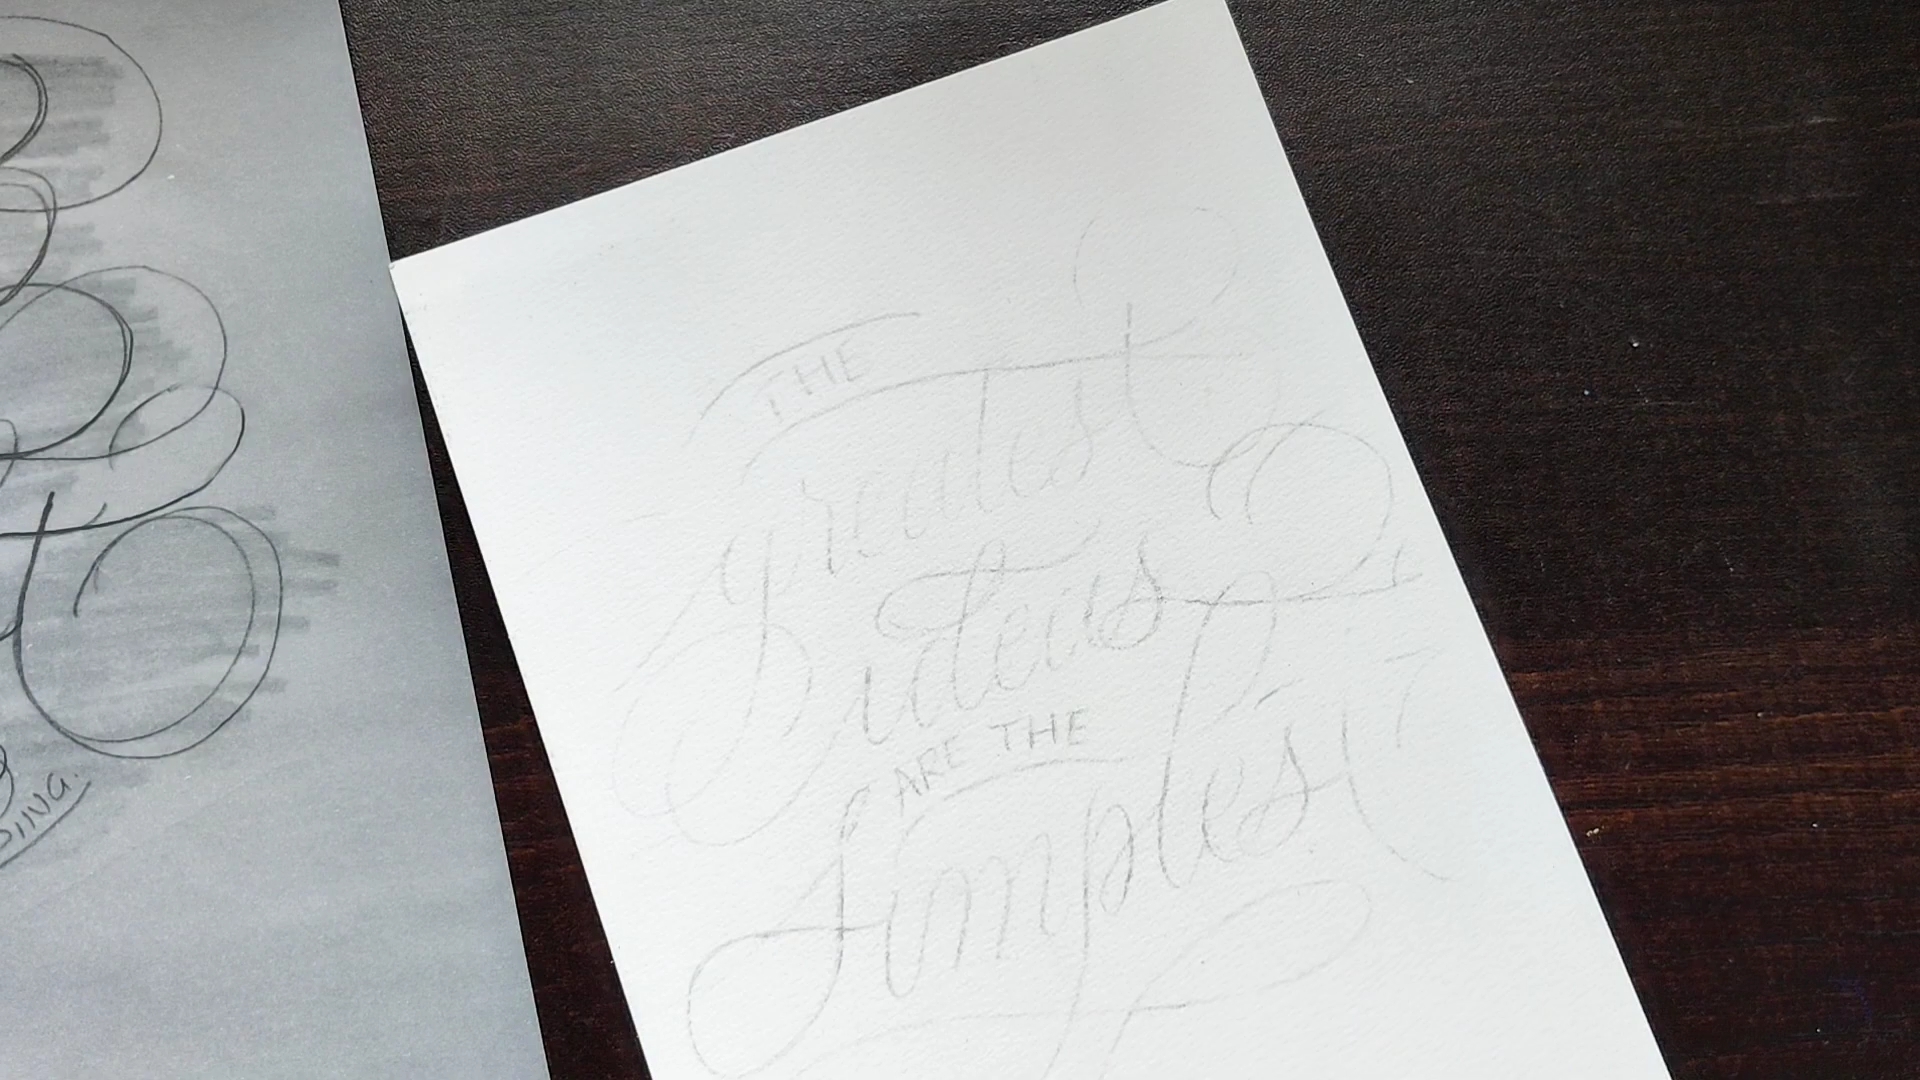 THE
Greatest
ideas
ARE THE
Simplest